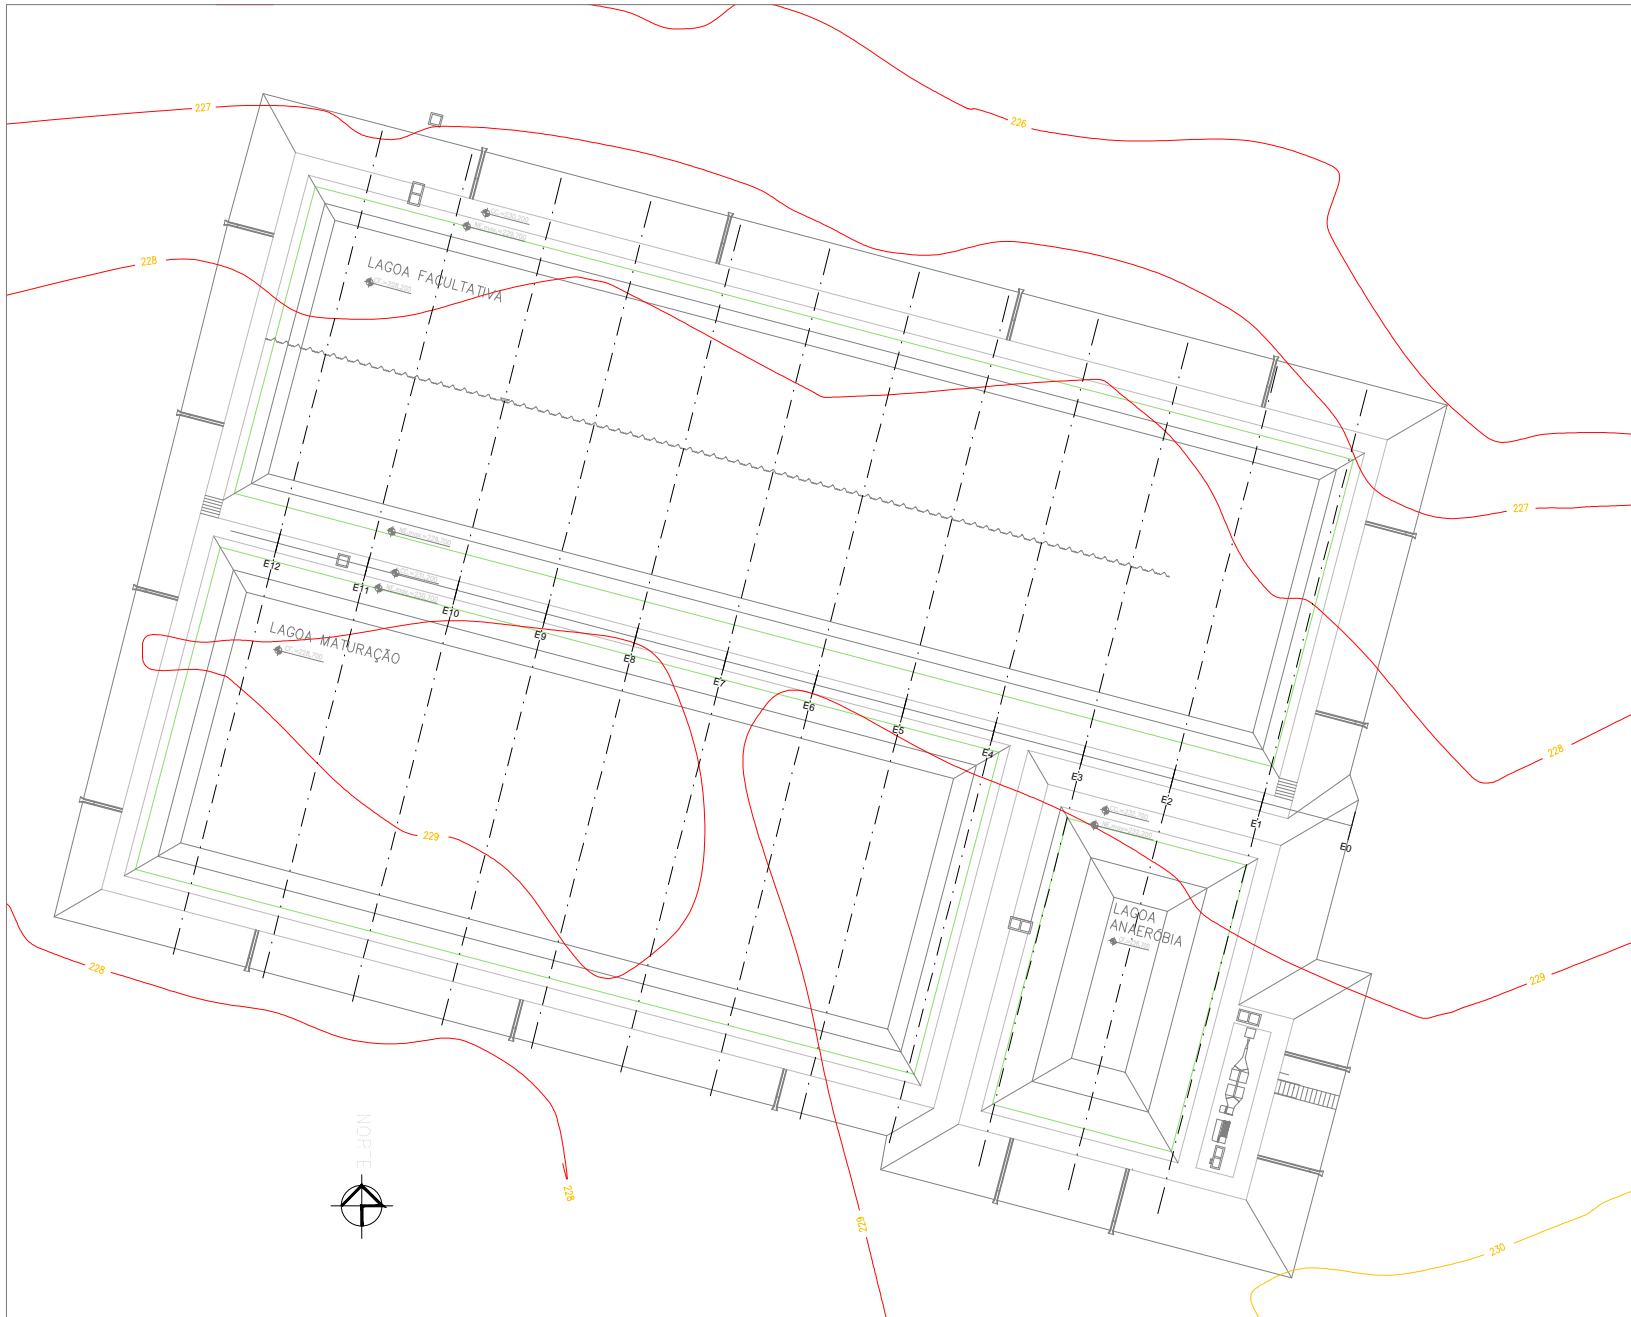 226
227
228
LAGOA FACULTATIVA
227
E12
E11
E10
E9
E8
E7
E6
E5
E4
E3
E2
E1
E0
LAGOA MATURAÇÃO
228
229
LAGOA
ANAERÓBIA
228
229
NORTE
228
229
230